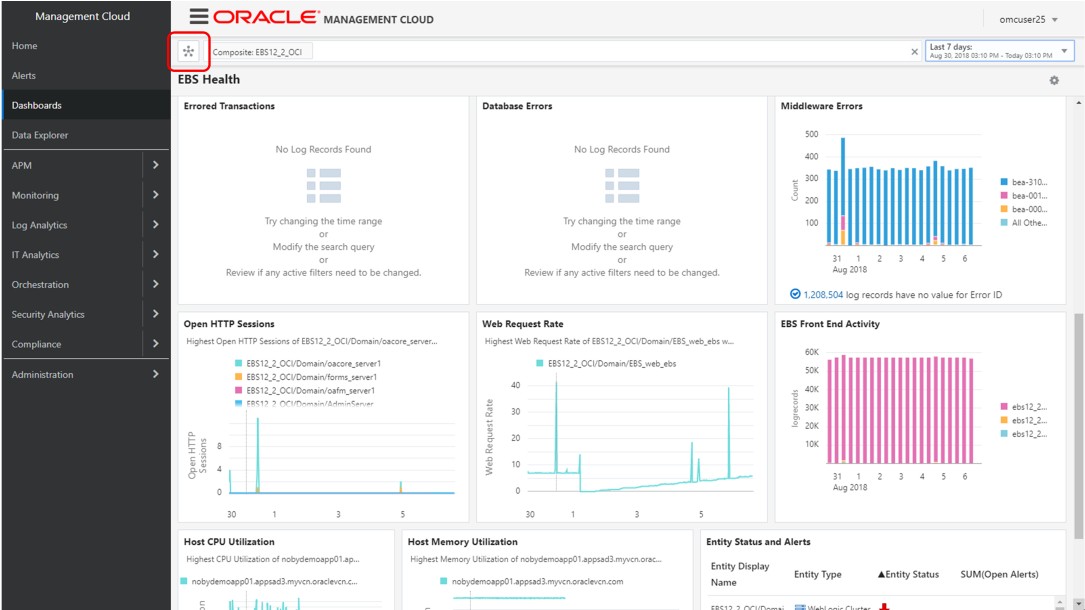 Management Cloud
Home
Alerts
Dashboards
Data Explorer
APM
Monitoring
Log Analytics
IT Analytics
Orchestration
Security Analytics
Compliance
Administration
ORACLE MANAGEMENT CLOUD
omcuser25
Composite: EBS12_2_OCI
Last 7 days:
Aug 30, 2018 03:10 PM - Today 03:10 PM
EBS Health
Errored Transactions
No Log Records Found
Try changing the time range
or
Modify the search query
or
Review if any active filters need to be changed.
Database Errors
No Log Records Found
Try changing the time range
or
Modify the search query
or
Review if any active filters need to be changed.
Middleware Errors
Count
500
400
300
200
100
31 1 2 3 4 5 6
Aug 2018
bea-310...
bea-001...
bea-000...
All Othe...
1,208,504 log records have no value for Error ID
Open HTTP Sessions
Highest Open HTTP Sessions of EBS12_2_OCI/Domain/oacore_server...
EBS12_2_OCI/Domain/oacore_server1
EBS12_2_OCI/Domain/forms_server1
EBS12_2_OCI/Domain/oafm_server1
EBS12_2_OCI/Domain/AdminServer
Open HTTP
Sessions
8
4
0
30 1 3 5
Web Request Rate
Highest Web Request Rate of EBS12_2_OCI/Domain/EBS_web_ebs w...
EBS12_2_OCI/Domain/EBS_web_ebs
Web Request Rate
40
30
20
10
0
30 1 3 5
EBS Front End Activity
logrecords
60K
50K
40K
30K
20K
10K
31 1 2 3 4 5 6
Aug 2018
ebs12_2...
ebs12_2...
ebs12_2...
Host CPU Utilization
Highest CPU Utilization of nobydemoapp01.ap...
nobydemoapp01.appsad3.myvcn.oraclevcn.c...
Host Memory Utilization
Highest Memory Utilization of nobydemoapp01.appsad3.myvcn.orac...
nobydemoapp01.appsad3.myvcn.oraclevcn.com
Entity Status and Alerts
Entity Display
Name
Entity Type
▲Entity Status
SUM(Open Alerts)
EBS12_2_OCI/Domai
WebLogic Cluster